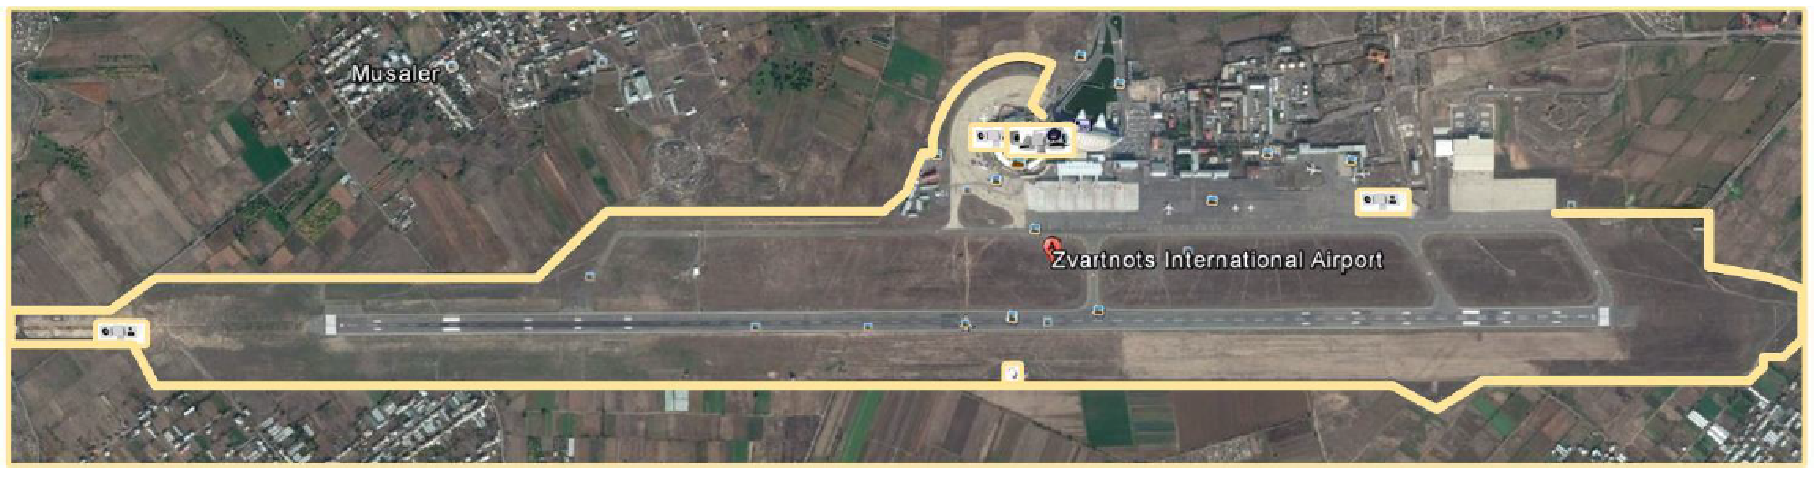 Musaler
A
Zvartnots International Airport